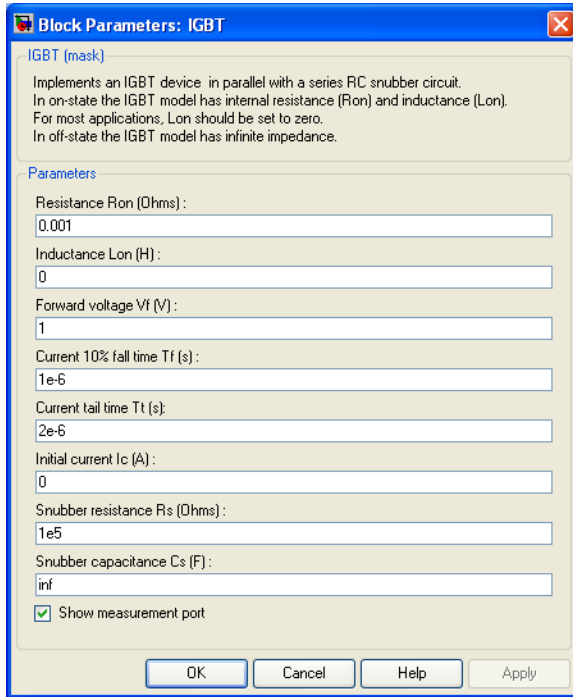 Block Parameters: IGBT
IGBT (mask)
Implements an IGBT device in parallel with a series RC snubber circuit.
In on-state the IGBT model has internal resistance (Ron) and inductance (Lon).
For most applications, Lon should be set to zero.
In off-state the IGBT model has infinite impedance.
Parameters
Resistance Ron (Ohms) :
0.001
Inductance Lon (H) :
0
Forward voltage Vf (V) :
1
Current 10% fall time Tf (s) :
1e-6
Current tail time Tt (s):
2e-6
Initial current Ic (A) :
0
Snubber resistance Rs (Ohms) :
1e5
Snubber capacitance Cs (F) :
inf
Show measurement port
OK Cancel Help Apply